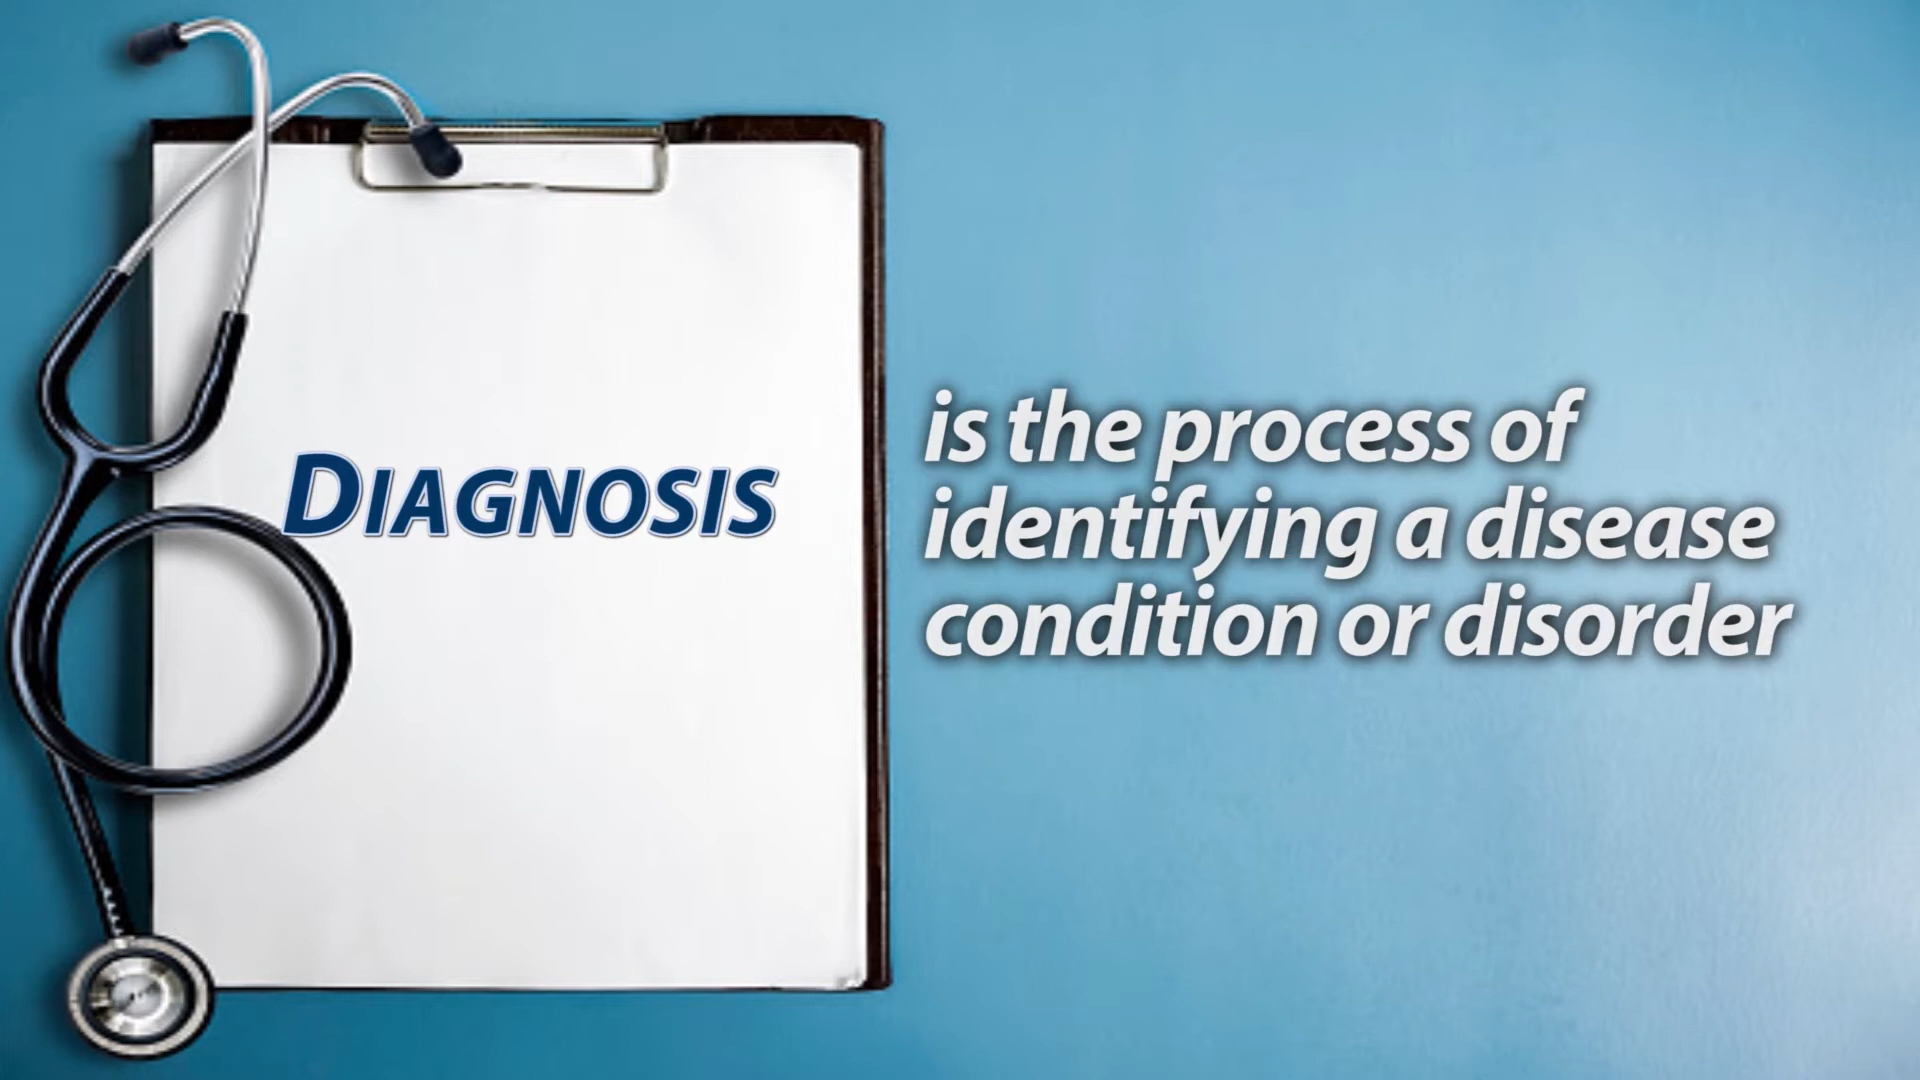 DIAGNOSIS
is the process of
identifying a disease
condition or disorder